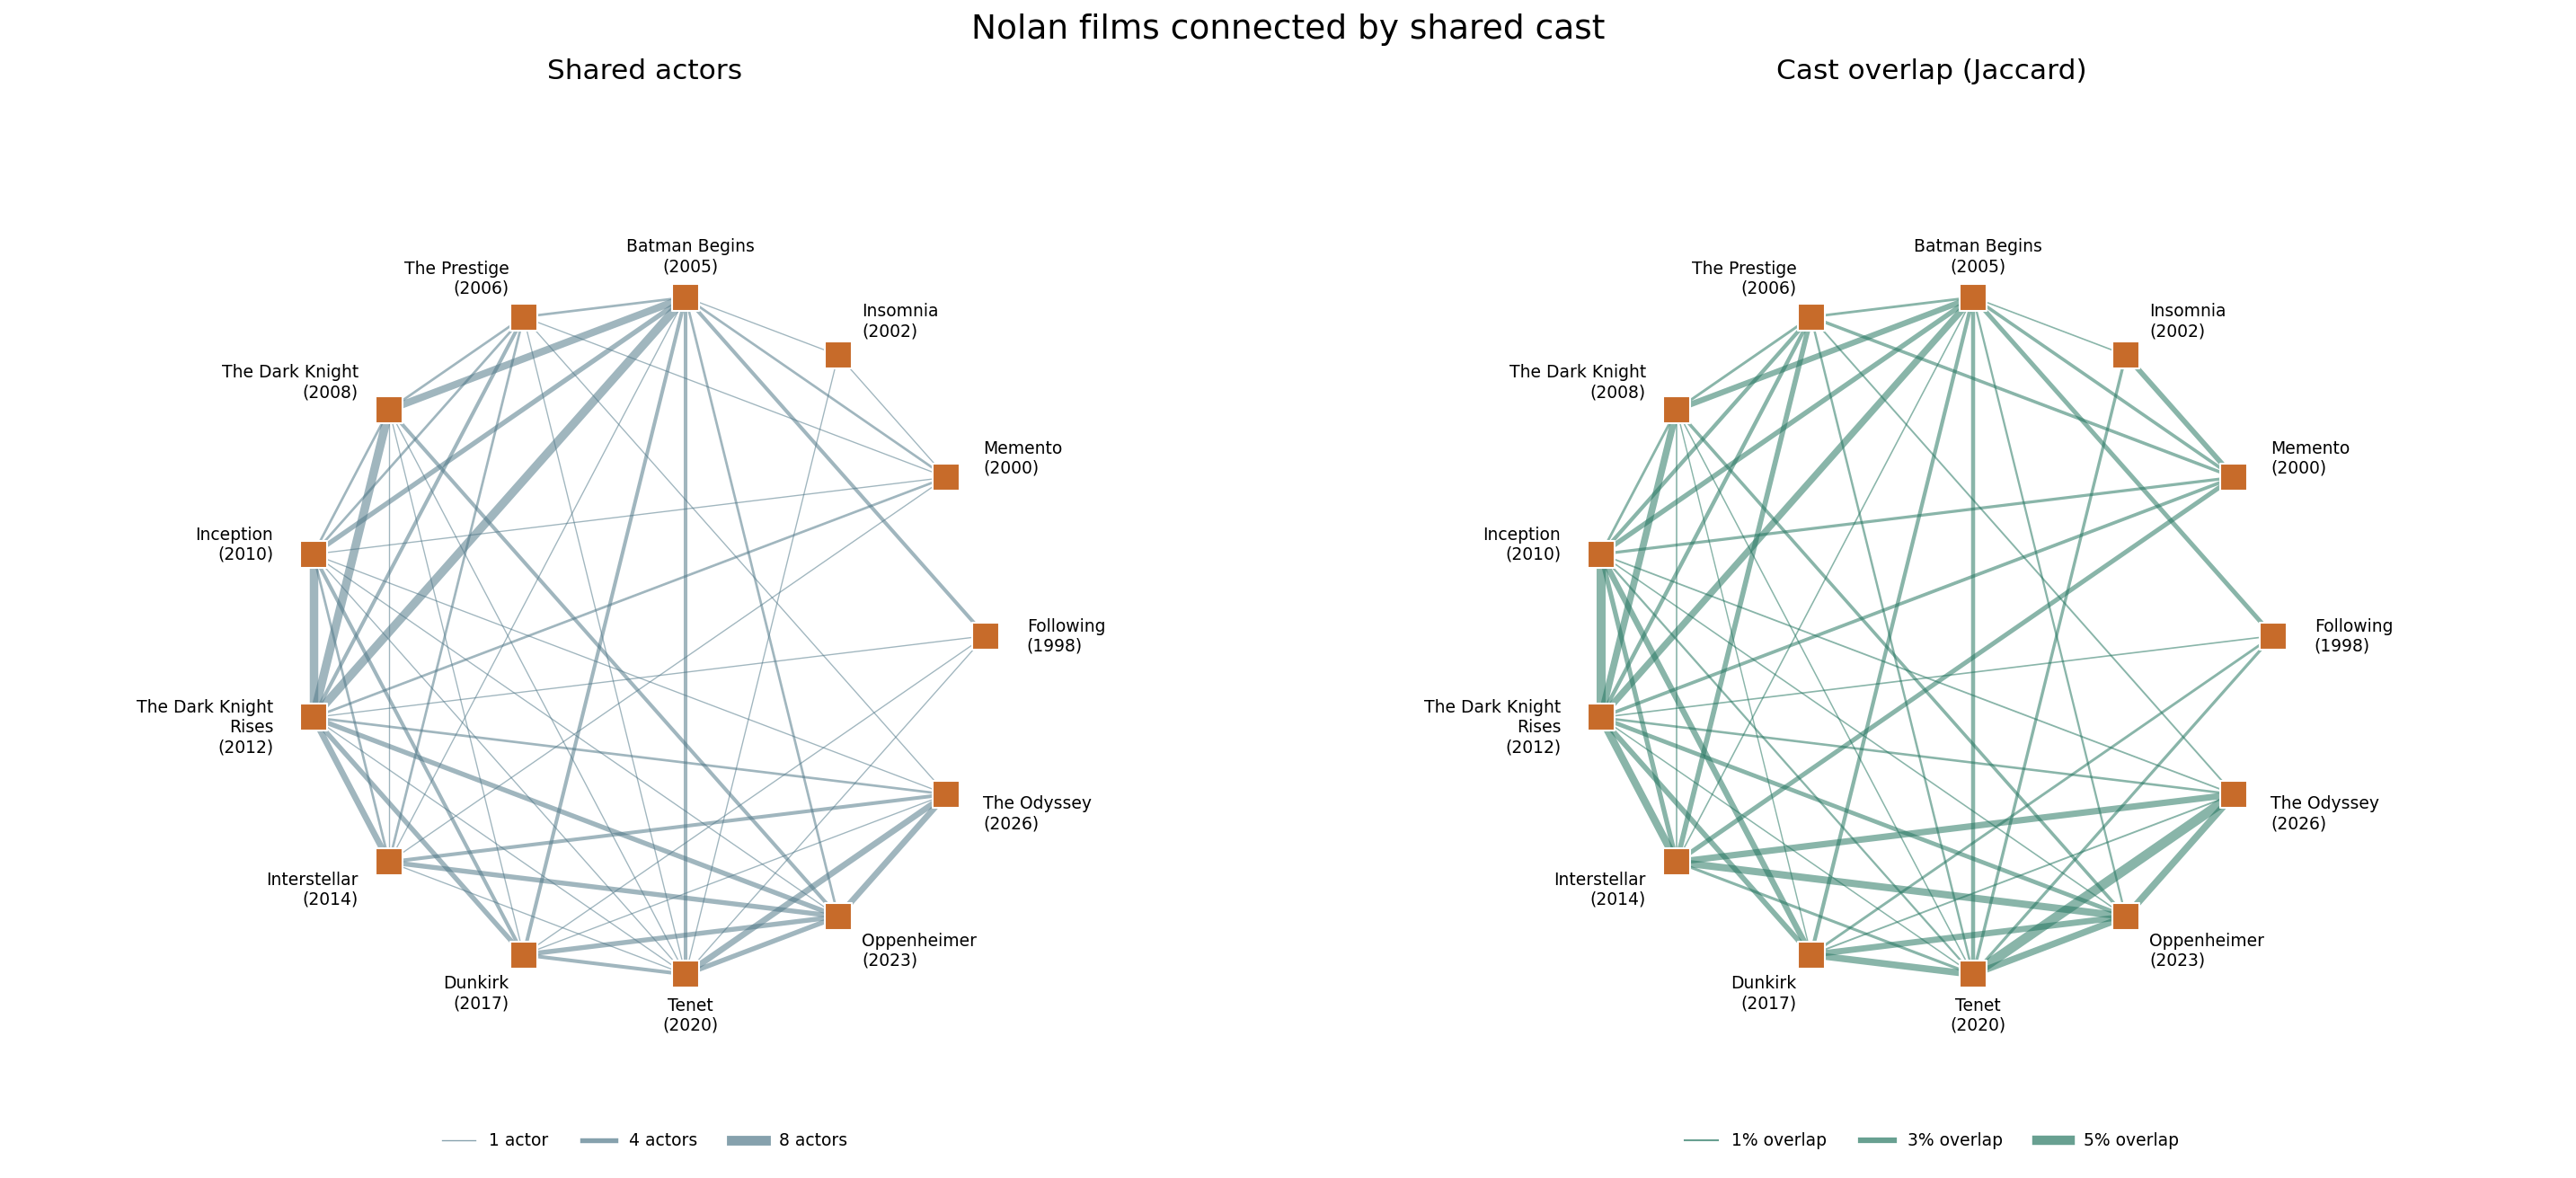 Nolan films connected by shared cast
Shared actors
Batman Begins
(2005)
The Prestige
(2006)
Insomnia
(2002)
The Dark Knight
(2008)
Memento
(2000)
Inception
(2010)
Following
(1998)
The Dark Knight
Rises
(2012)
The Odyssey
(2026)
Interstellar
(2014)
Oppenheimer
(2023)
Dunkirk
(2017)
Tenet
(2020)
1 actor
4 actors
8 actors
Cast overlap (Jaccard)
Batman Begins
(2005)
The Prestige
(2006)
Insomnia
(2002)
The Dark Knight
(2008)
Memento
(2000)
Inception
(2010)
Following
(1998)
The Dark Knight
Rises
(2012)
The Odyssey
(2026)
Interstellar
(2014)
Oppenheimer
(2023)
Dunkirk
(2017)
Tenet
(2020)
1% overlap
3% overlap
5% overlap